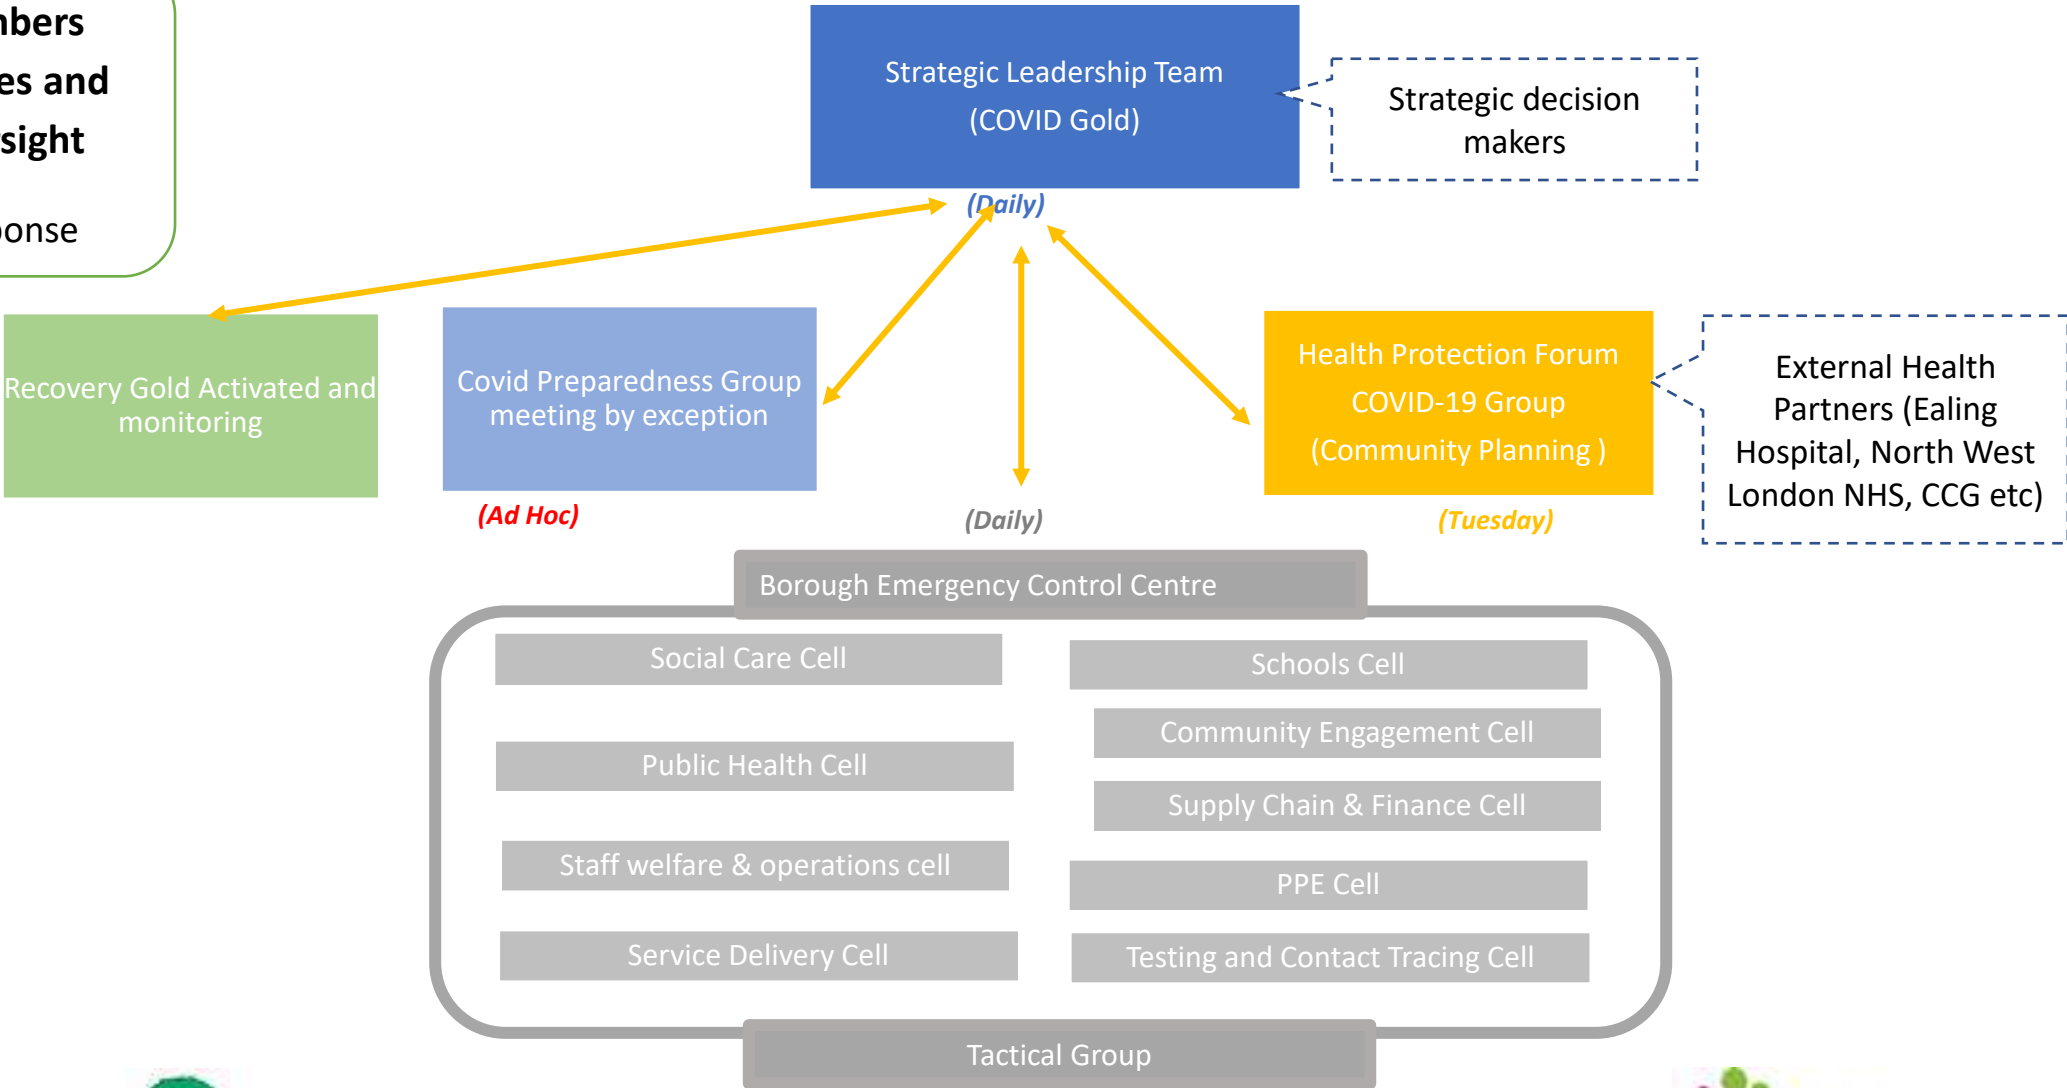 and
Strategic Leadership Team
(COVID Gold)
Strategic decision
makers
(Daily)
Recovery Gold Activated and
monitoring
Covid Preparedness Group
meeting by exception
Health Protection Forum
COVID-19 Group
(Community Planning )
External Health
Partners (Ealing
Hospital, North West
London NHS, CCG etc)
(Ad Hoc)
(Daily)
(Tuesday)
Borough Emergency Control Centre
Social Care Cell
Schools Cell
Community Engagement Cell
Public Health Cell
Supply Chain & Finance Cell
Staff welfare & operations cell
PPE Cell
Service Delivery Cell
Testing and Contact Tracing Cell
Tactical Group